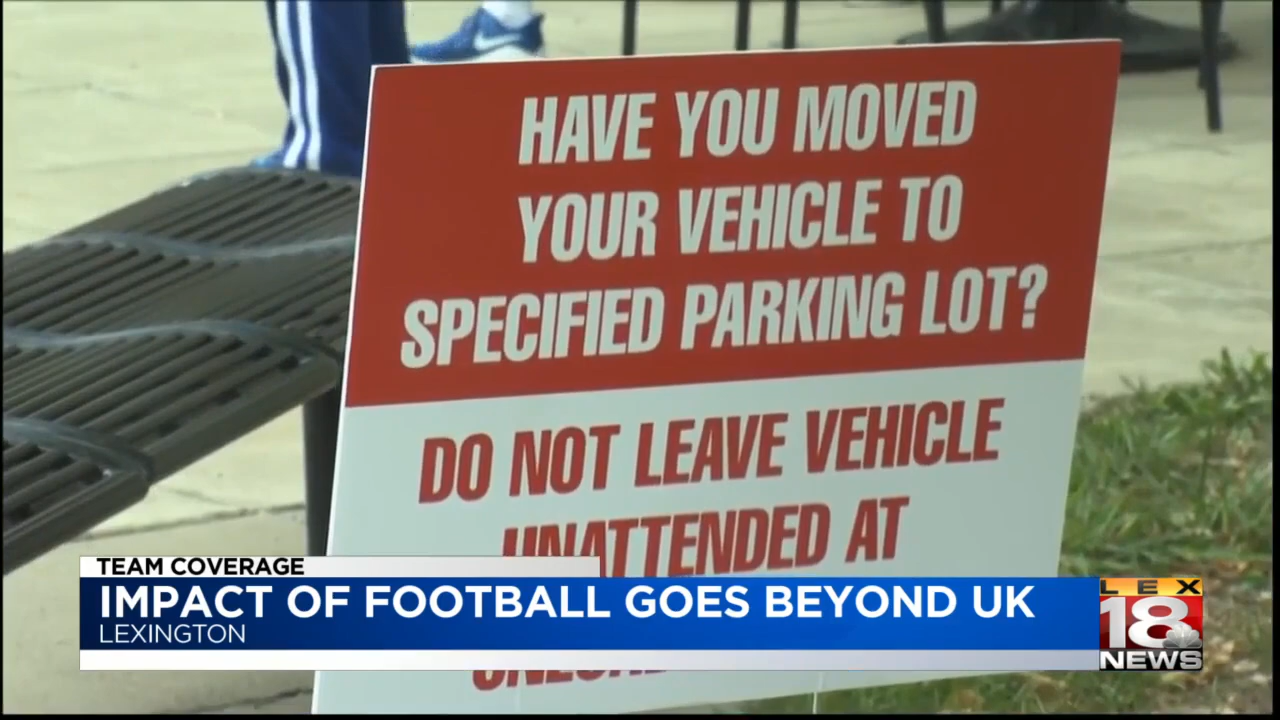 HAVE YOU MOVED
YOUR VEHICLE TO
SPECIFIED PARKING LOT?
DO NOT LEAVE VEHICLE
UNATTENDED AT
TEAM COVERAGE
IMPACT OF FOOTBALL GOES BEYOND UK
LEXINGTON
LEX
18
NEWS